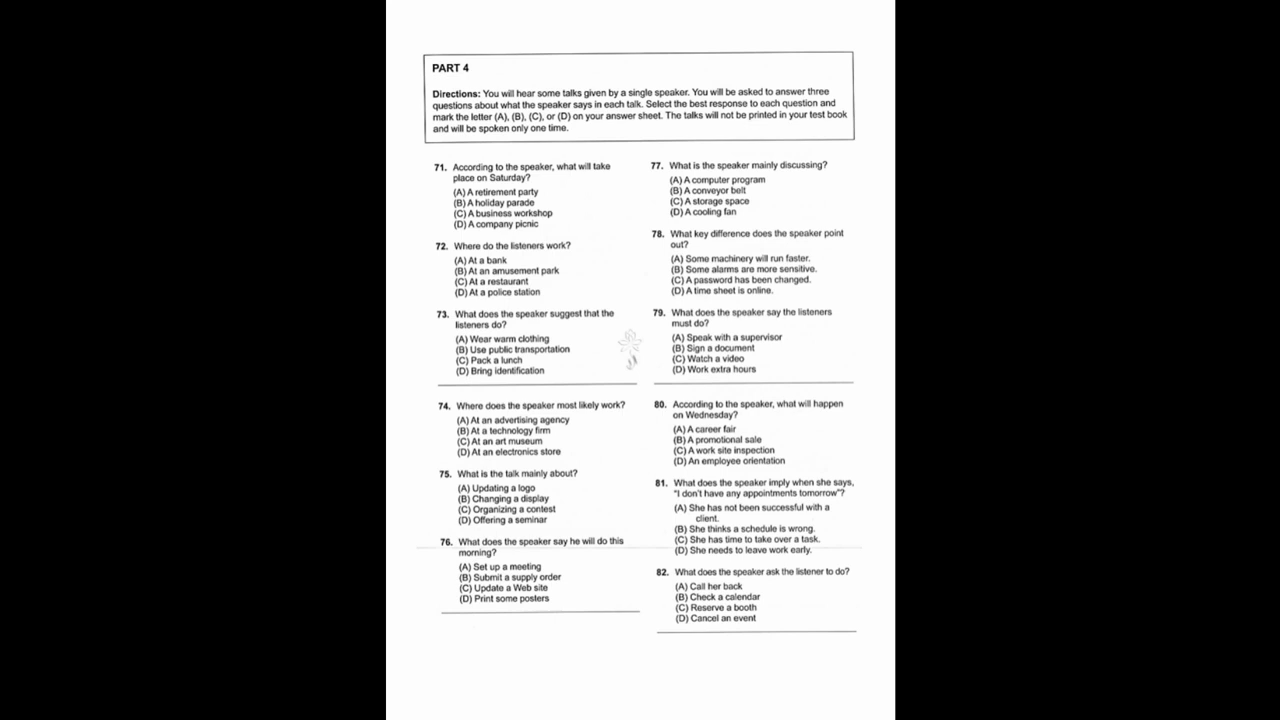 PART 4
Directions: You will hear some talks given by a single speaker. You will be asked to answer three
questions about what the speaker says in each talk. Select the best response to each question and
mark the letter (A), (B), (C), or (D) on your answer sheet. The talks will not be printed in your test book
and will be spoken only one time.
71. According to the speaker, what will take
place on Saturday?
(A) A retirement party
(B) A holiday parade
(C) A business workshop
(D) A company picnic
72. Where do the listeners work?
(A) At a bank
(B) At an amusement park
(C) At a restaurant
(D) At a police station
73. What does the speaker suggest that the
listeners do?
(A) Wear warm clothing
(B) Use public transportation
(C) Pack a lunch
(D) Bring identification
74. Where does the speaker most likely work?
(A) At an advertising agency
(B) At a technology firm
(C) At an art museum
(D) At an electronics store
75. What is the talk mainly about?
(A) Updating a logo
(B) Changing a display
(C) Organizing a contest
(D) Offering a seminar
76. What does the speaker say he will do this
morning?
(A) Set up a meeting
(B) Submit a supply order
(C) Update a Web site
(D) Print some posters
77. What is the speaker mainly discussing?
(A) A computer program
(B) A conveyor belt
(C) A storage space
(D) A cooling fan
78. What key difference does the speaker point
out?
(A) Some machinery will run faster.
(B) Some alarms are more sensitive.
(C) A password has been changed.
(D) A time sheet is online.
79. What does the speaker say the listeners
must do?
(A) Speak with a supervisor
(B) Sign a document
(C) Watch a video
(D) Work extra hours
80. According to the speaker, what will happen
on Wednesday?
(A) A career fair
(B) A promotional sale
(C) A work site inspection
(D) An employee orientation
81. What does the speaker imply when she says,
"I don't have any appointments tomorrow"?
(A) She has not been successful with a
client.
(B) She thinks a schedule is wrong.
(C) She has time to take over a task.
(D) She needs to leave work early.
82. What does the speaker ask the listener to do?
(A) Call her back
(B) Check a calendar
(C) Reserve a booth
(D) Cancel an event